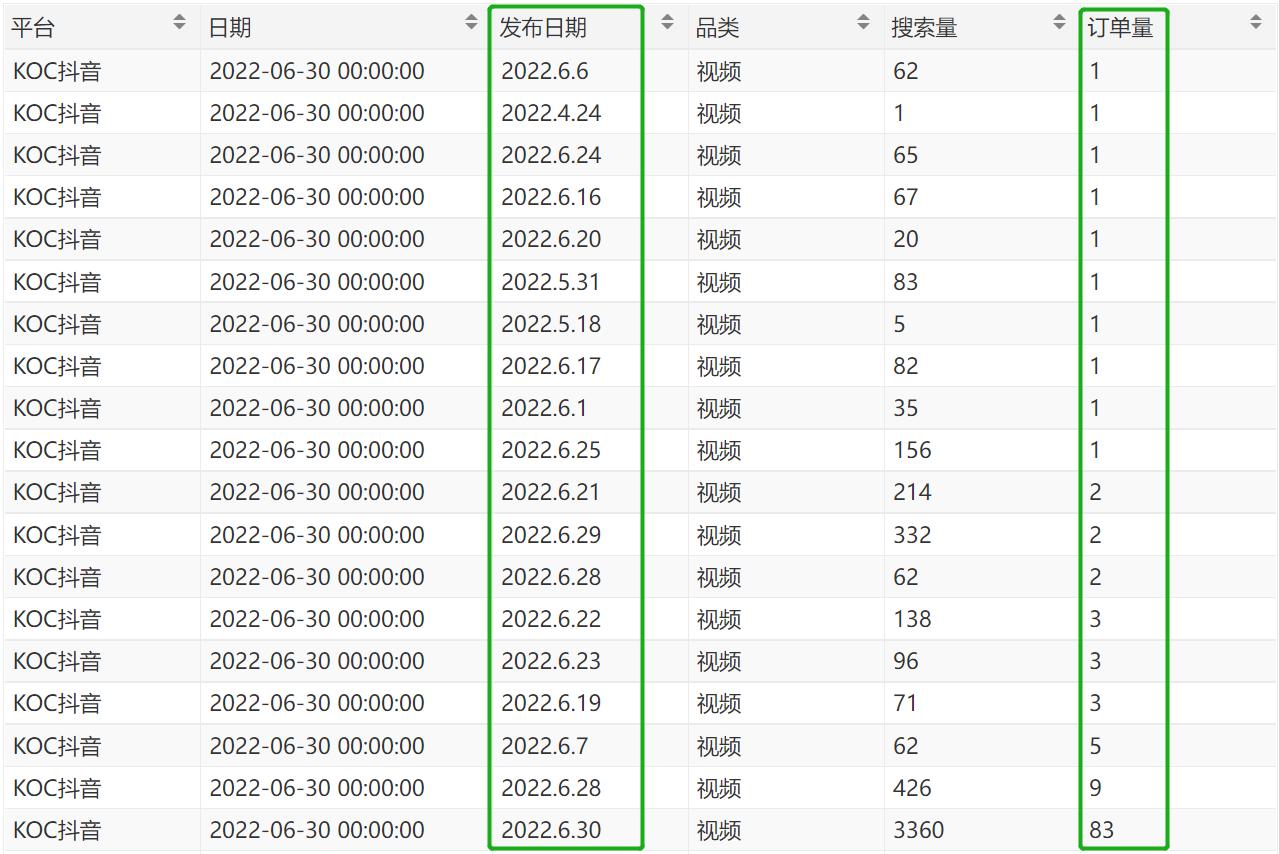 平台 日期 发布日期 品类 搜索量 订单量
KOC抖音 2022-06-30 00:00:00 2022.6.6 视频 62 1
KOC抖音 2022-06-30 00:00:00 2022.4.24 视频 1 1
KOC抖音 2022-06-30 00:00:00 2022.6.24 视频 65 1
KOC抖音 2022-06-30 00:00:00 2022.6.16 视频 67 1
KOC抖音 2022-06-30 00:00:00 2022.6.20 视频 20 1
KOC抖音 2022-06-30 00:00:00 2022.5.31 视频 83 1
KOC抖音 2022-06-30 00:00:00 2022.5.18 视频 5 1
KOC抖音 2022-06-30 00:00:00 2022.6.17 视频 82 1
KOC抖音 2022-06-30 00:00:00 2022.6.1 视频 35 1
KOC抖音 2022-06-30 00:00:00 2022.6.25 视频 156 1
KOC抖音 2022-06-30 00:00:00 2022.6.21 视频 214 2
KOC抖音 2022-06-30 00:00:00 2022.6.29 视频 332 2
KOC抖音 2022-06-30 00:00:00 2022.6.28 视频 62 2
KOC抖音 2022-06-30 00:00:00 2022.6.22 视频 138 3
KOC抖音 2022-06-30 00:00:00 2022.6.23 视频 96 3
KOC抖音 2022-06-30 00:00:00 2022.6.19 视频 71 3
KOC抖音 2022-06-30 00:00:00 2022.6.7 视频 62 5
KOC抖音 2022-06-30 00:00:00 2022.6.28 视频 426 9
KOC抖音 2022-06-30 00:00:00 2022.6.30 视频 3360 83